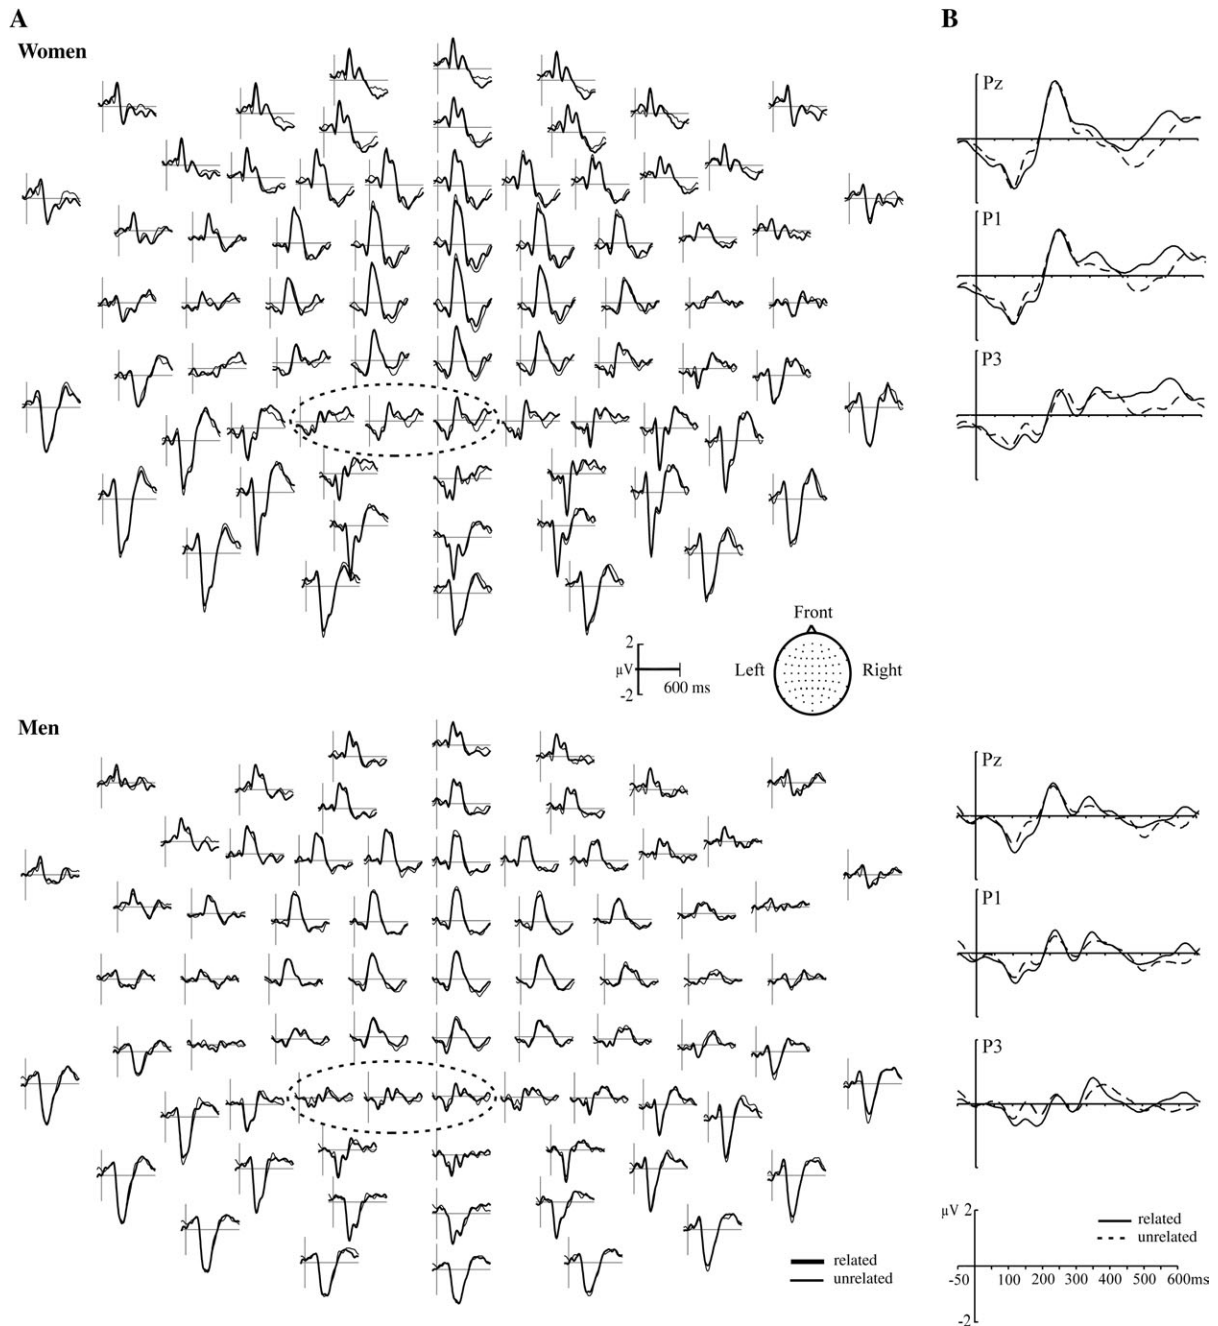 A
Women
2
µV
-2
600 ms
Front
Left
Right
Men
related
unrelated
B
Pz
P1
P3
Pz
P1
P3
µV 2
related
unrelated
-50 100 200 300 400 500 600ms
-2